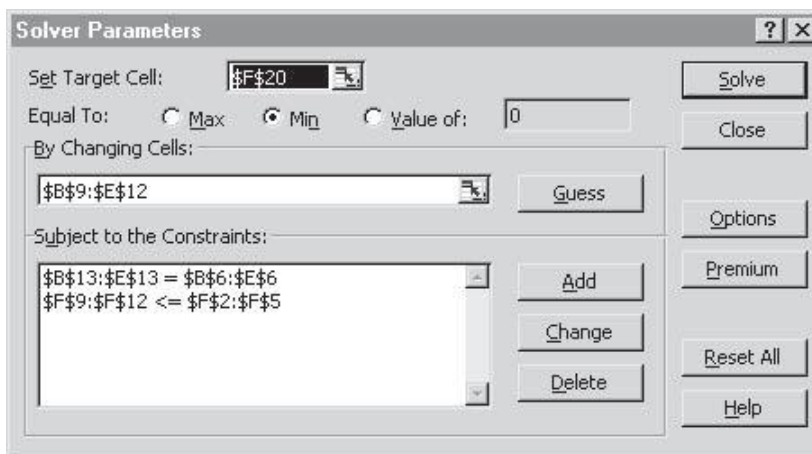 Solver Parameters ? X
Set Target Cell: $F$20 Solve
Equal To: Max Min Value of: 0
Close
By Changing Cells:
$B$9:$E$12 Guess
Options
Subject to the Constraints:
$B$13:$E$13 = $B$6:$E$6 Add Premium
$F$9:$F$12 <= $F$2:$F$5
Change
Reset All
Delete
Help